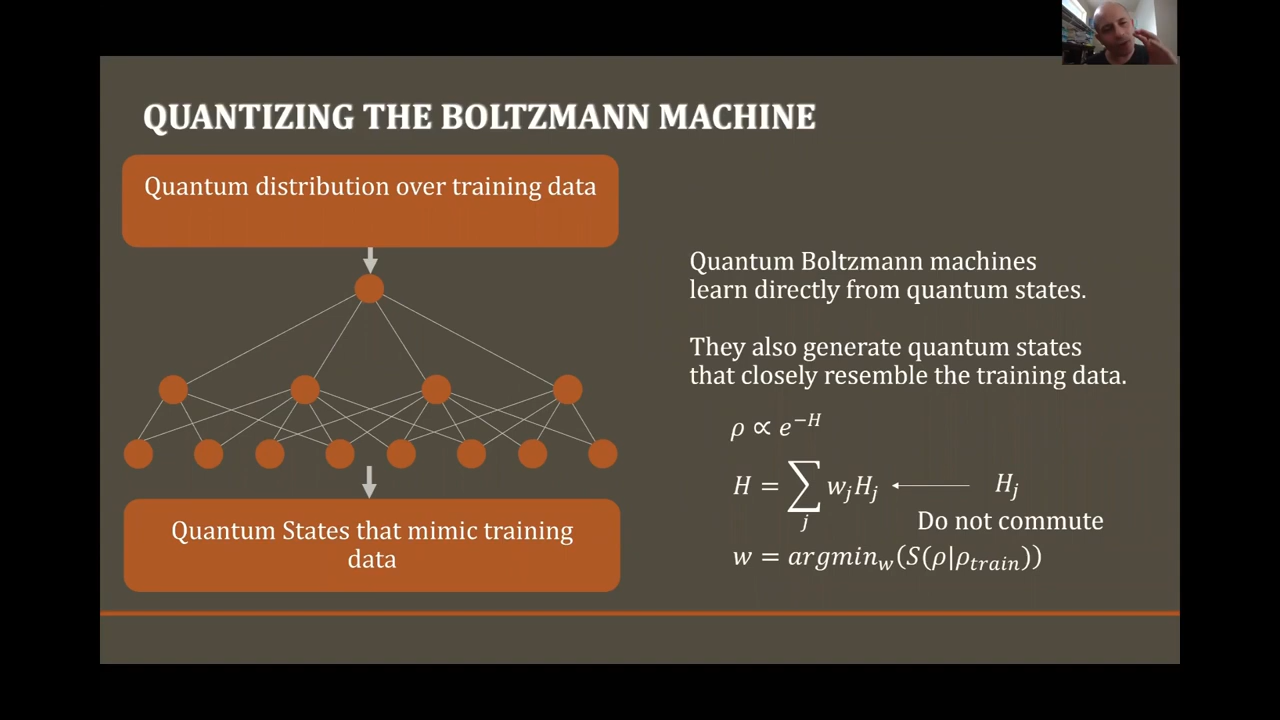 QUANTIZING THE BOLTZMANN MACHINE
Quantum distribution over training data
Quantum States that mimic training
data
Quantum Boltzmann machines
learn directly from quantum states.
They also generate quantum states
that closely resemble the training data.
ρ ∝ e^{−H}
H = ∑_j w_j H_j ← H_j
Do not commute
w = argmin_w(S(ρ|ρ_{train}))